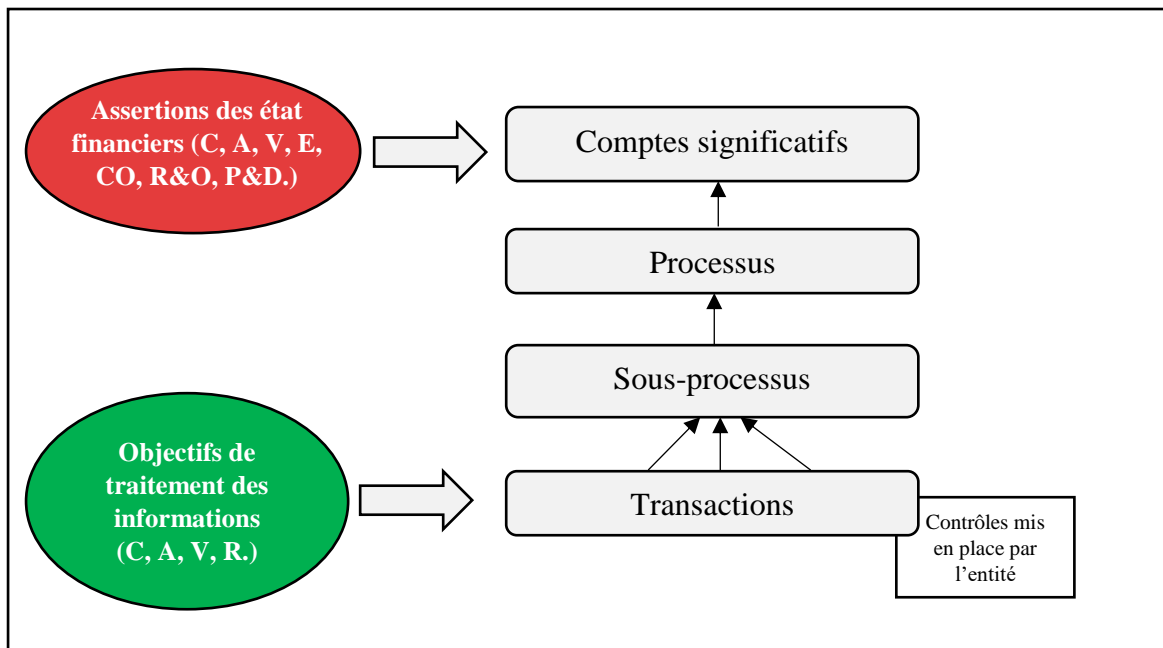 Assertions des état
financiers (C, A, V, E,
CO, R&O, P&D.)
Comptes significatifs
Processus
Sous-processus
Objectifs de
traitement des
informations
(C, A, V, R.)
Transactions
Contrôles mis
en place par
l’entité